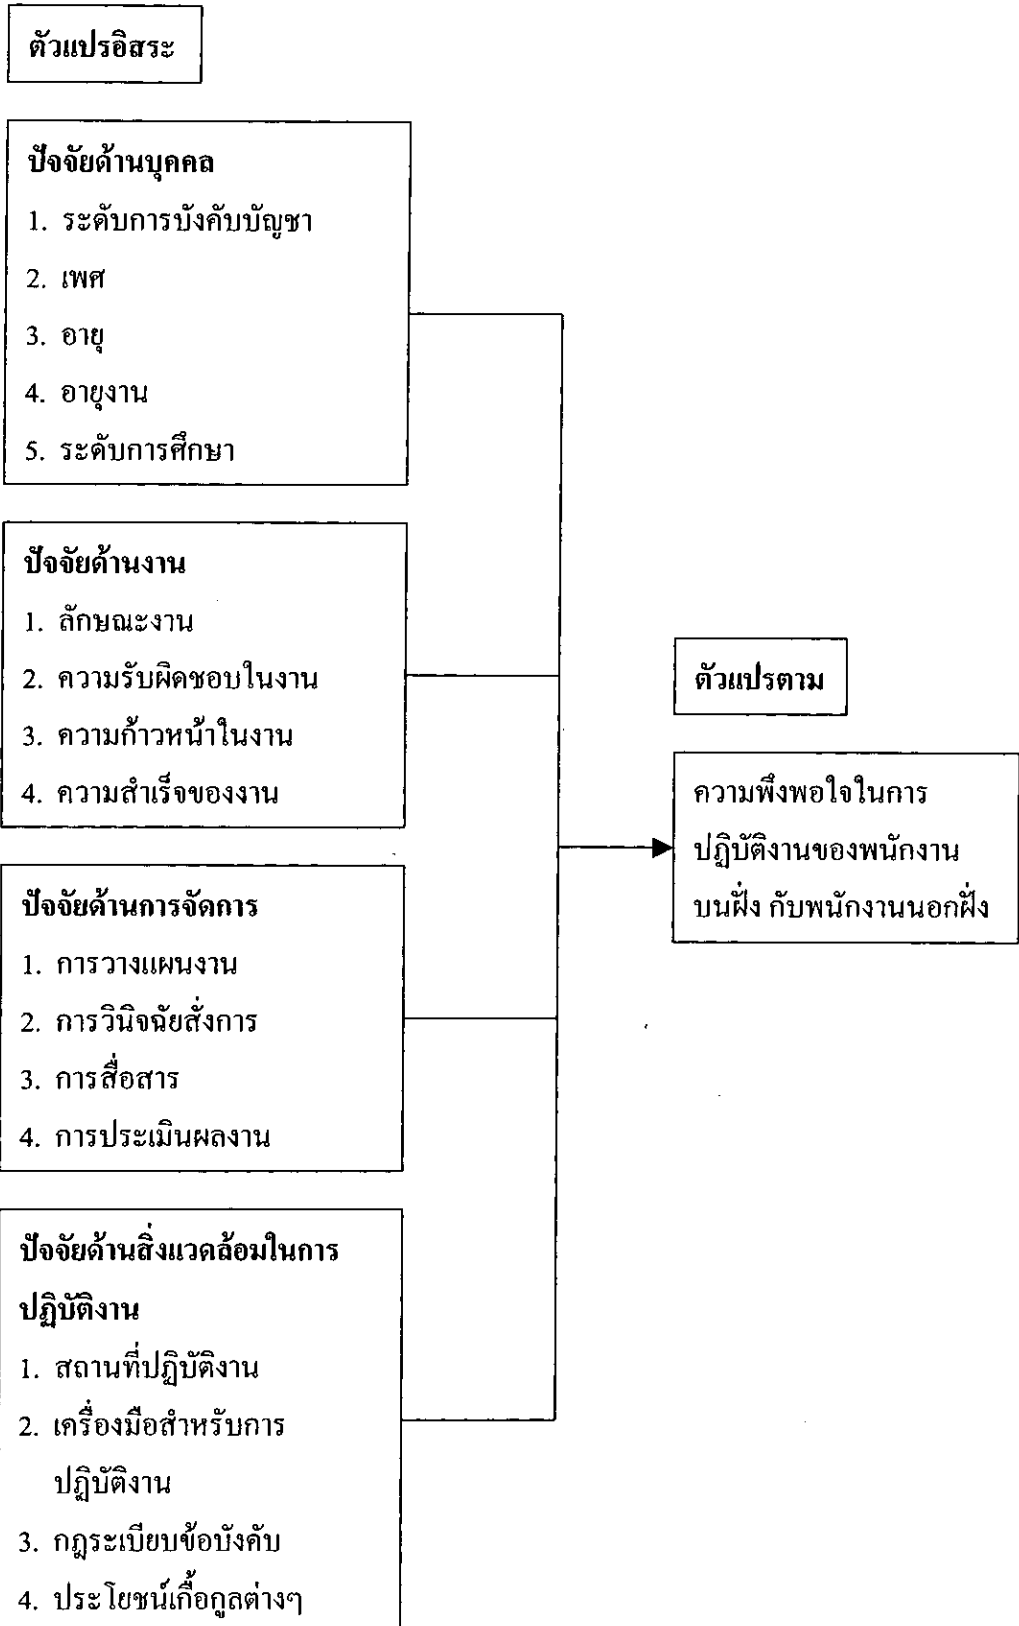 ตัวแปรอิสระ
ปัจจัยด้านบุคคล
1. ระดับการบังคับบัญชา
2. เพศ
3. อายุ
4. อายุงาน
5. ระดับการศึกษา
ปัจจัยด้านงาน
1. ลักษณะงาน
2. ความรับผิดชอบในงาน
3. ความก้าวหน้าในงาน
4. ความสำเร็จของงาน
ปัจจัยด้านการจัดการ
1. การวางแผนงาน
2. การวินิจฉัยสั่งการ
3. การสื่อสาร
4. การประเมินผลงาน
ปัจจัยด้านสิ่งแวดล้อมในการ
ปฏิบัติงาน
1. สถานที่ปฏิบัติงาน
2. เครื่องมือสำหรับการ
ปฏิบัติงาน
3. กฎระเบียบข้อบังคับ
4. ประโยชน์เกื้อกูลต่างๆ
ตัวแปรตาม
ความพึงพอใจในการ
ปฏิบัติงานของพนักงาน
บนฝั่ง กับพนักงานนอกฝั่ง